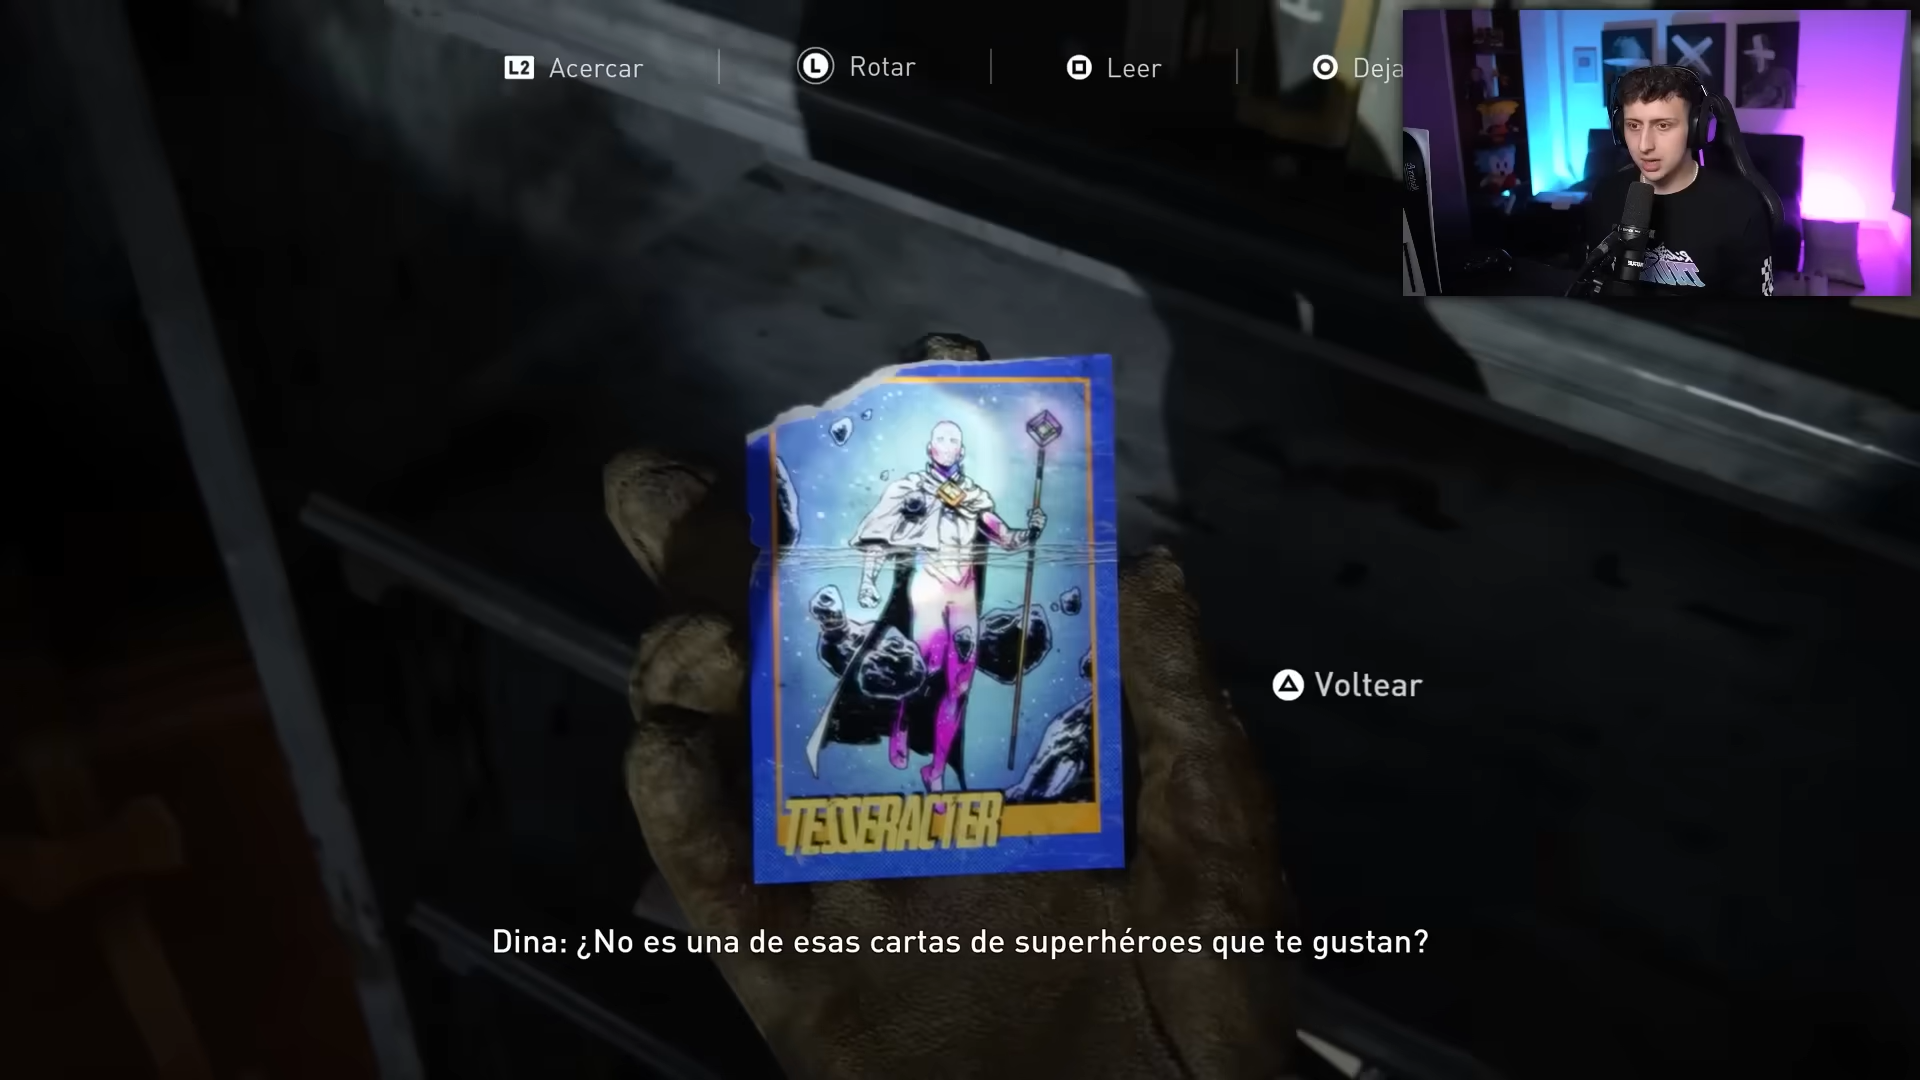 L2 Acercar
L Rotar
Leer
Deja
TESSERACTER
Voltear
Dina: ¿No es una de esas cartas de superhéroes que te gustan?